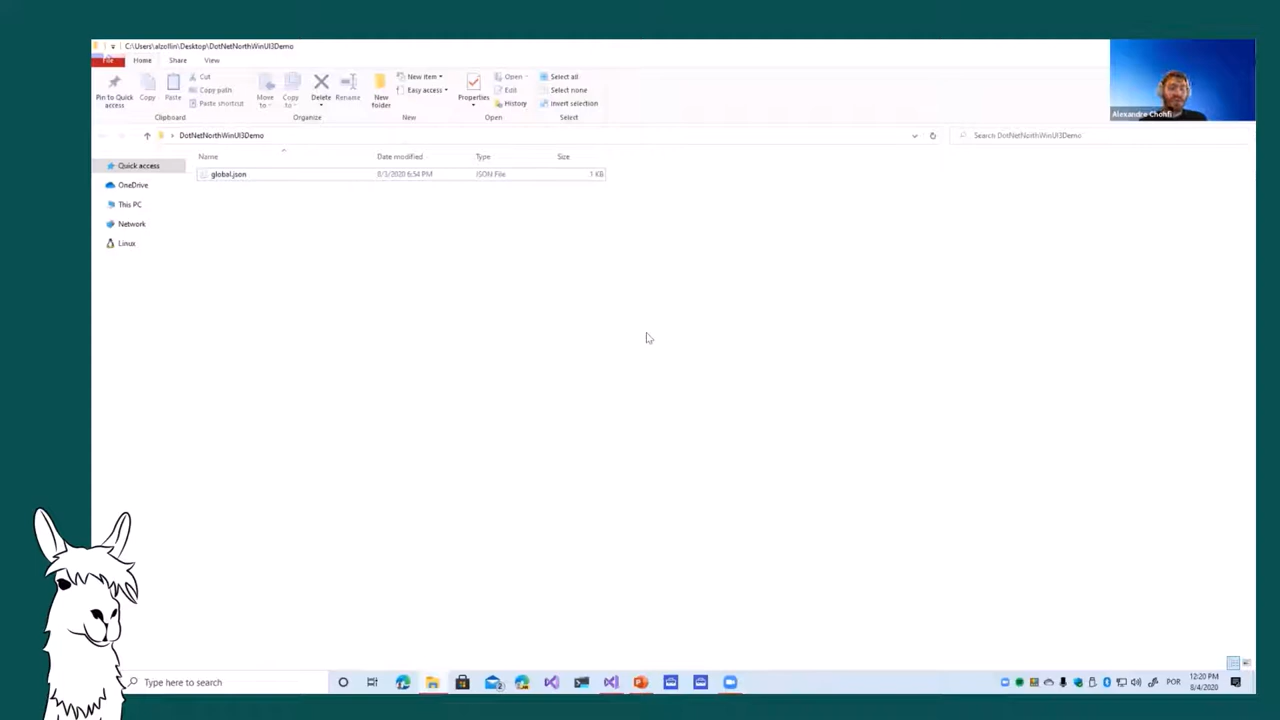 C:\Users\alzollin\Desktop\DotNetNorthWinUI3Demo
File Home Share View
Pin to Quick access
Copy
Paste
Cut
Copy path
Paste shortcut
Clipboard
Move to
Copy to
Delete
Rename
Organize
New folder
New item
Easy access
New
Properties
Open
Edit
History
Open
Select all
Select none
Invert selection
Select
Alexandre Chohfi
DotNetNorthWinUI3Demo
Search DotNetNorthWinUI3Demo
Name Date modified Type Size
global.json 8/3/2020 6:54 PM JSON File 1 KB
Quick access
OneDrive
This PC
Network
Linux
Type here to search
POR
12:20 PM
8/4/2020